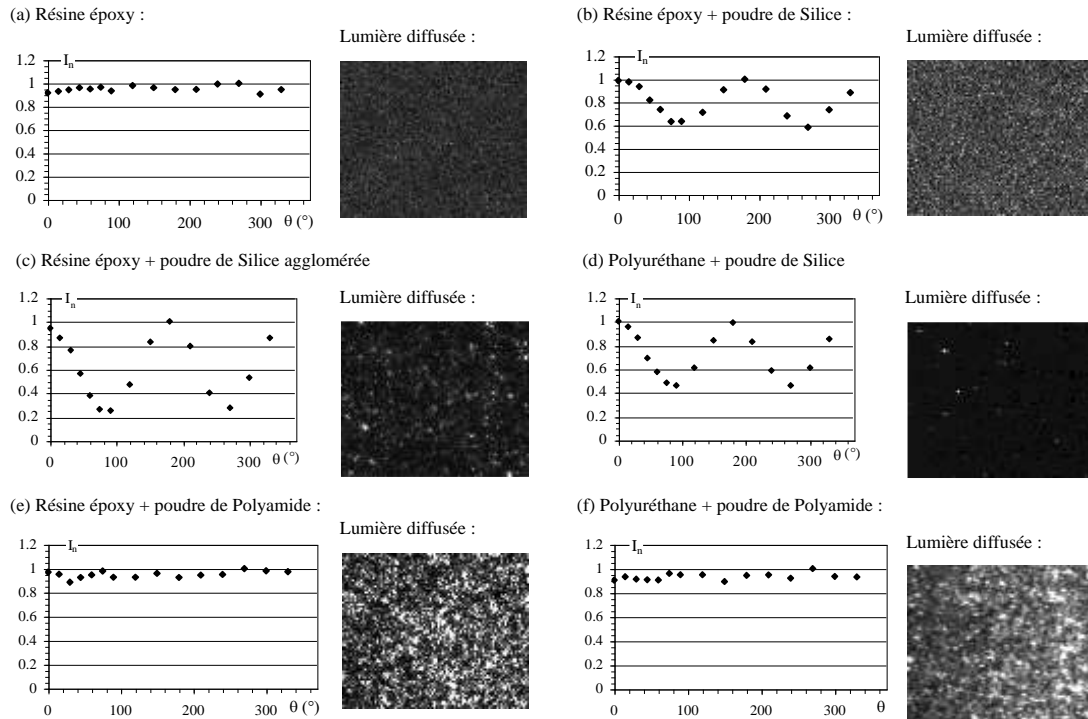 (a) Résine époxy :
Lumière diffusée :
I_n
1.2
1
0.8
0.6
0.4
0.2
0
0 100 200 300 θ (°)
(b) Résine époxy + poudre de Silice :
Lumière diffusée :
I_n
1.2
1
0.8
0.6
0.4
0.2
0
0 100 200 300 θ (°)
(c) Résine époxy + poudre de Silice agglomérée
Lumière diffusée :
I_n
1.2
1
0.8
0.6
0.4
0.2
0
0 100 200 300 θ (°)
(d) Polyuréthane + poudre de Silice
Lumière diffusée :
I_n
1.2
1
0.8
0.6
0.4
0.2
0
0 100 200 300 θ (°)
(e) Résine époxy + poudre de Polyamide :
Lumière diffusée :
I_n
1.2
1
0.8
0.6
0.4
0.2
0
0 100 200 300 θ (°)
(f) Polyuréthane + poudre de Polyamide :
Lumière diffusée :
I_n
1.2
1
0.8
0.6
0.4
0.2
0
0 100 200 300 θ